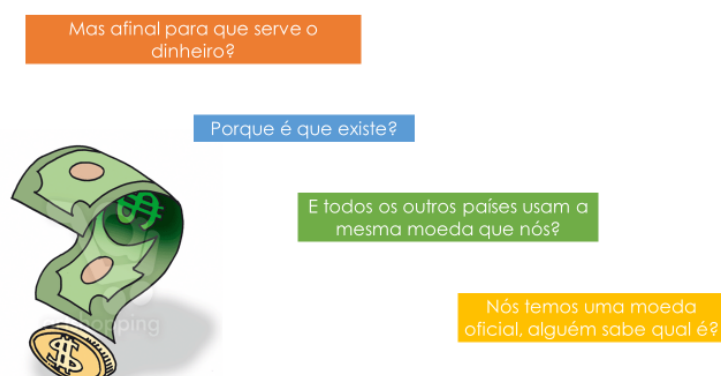 Mas afinal para que serve o
dinheiro?
Porque é que existe?
E todos os outros países usam a
mesma moeda que nós?
Nós temos uma moeda
oficial, alguém sabe qual é?